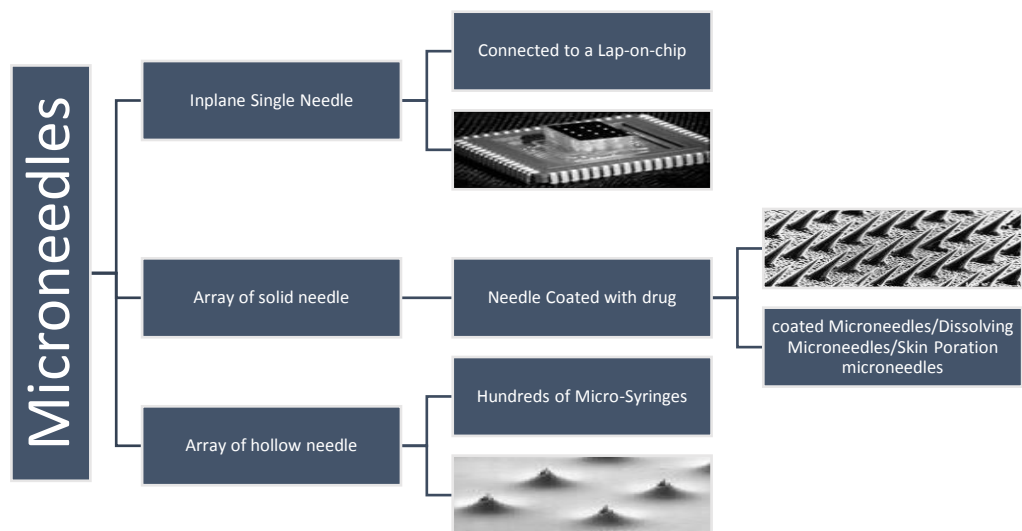 Microneedles
Inplane Single Needle
Connected to a Lap-on-chip
Array of solid needle
Needle Coated with drug
coated Microneedles/Dissolving
Microneedles/Skin Poration
microneedles
Array of hollow needle
Hundreds of Micro-Syringes